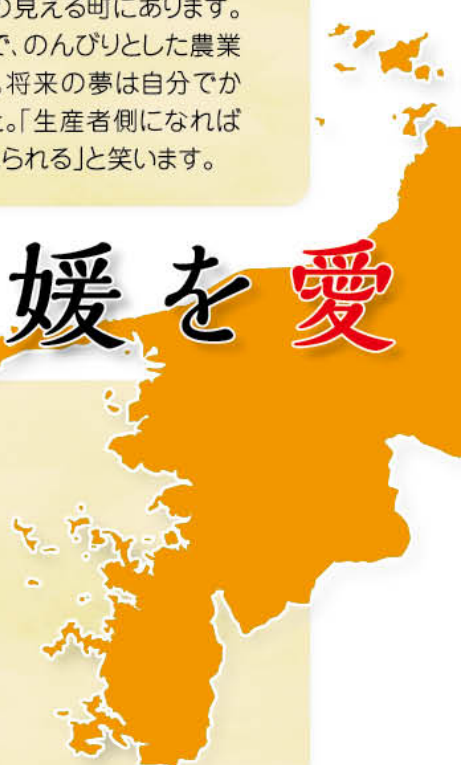 の見える町にあります。
で、のんびりとした農業
将来の夢は自分でか
と。「生産者側になれば
られる」と笑います。
媛を愛